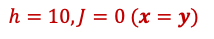 h = 10, J = 0 (x = y)